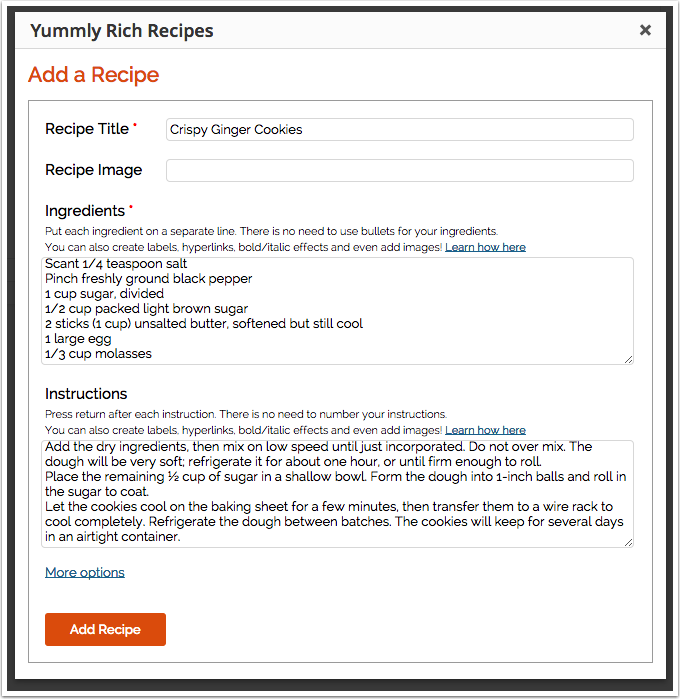 Yummly Rich Recipes
Add a Recipe
Recipe Title *
Crispy Ginger Cookies
Recipe Image
Ingredients *
Put each ingredient on a separate line. There is no need to use bullets for your ingredients.
You can also create labels, hyperlinks, bold/italic effects and even add images! Learn how here
Scant 1/4 teaspoon salt
Pinch freshly ground black pepper
1 cup sugar, divided
1/2 cup packed light brown sugar
2 sticks (1 cup) unsalted butter, softened but still cool
1 large egg
1/3 cup molasses
Instructions
Press return after each instruction. There is no need to number your instructions.
You can also create labels, hyperlinks, bold/italic effects and even add images! Learn how here
Add the dry ingredients, then mix on low speed until just incorporated. Do not over mix. The
dough will be very soft; refrigerate it for about one hour, or until firm enough to roll.
Place the remaining ½ cup of sugar in a shallow bowl. Form the dough into 1-inch balls and roll in
the sugar to coat.
Let the cookies cool on the baking sheet for a few minutes, then transfer them to a wire rack to
cool completely. Refrigerate the dough between batches. The cookies will keep for several days
in an airtight container.
More options
Add Recipe